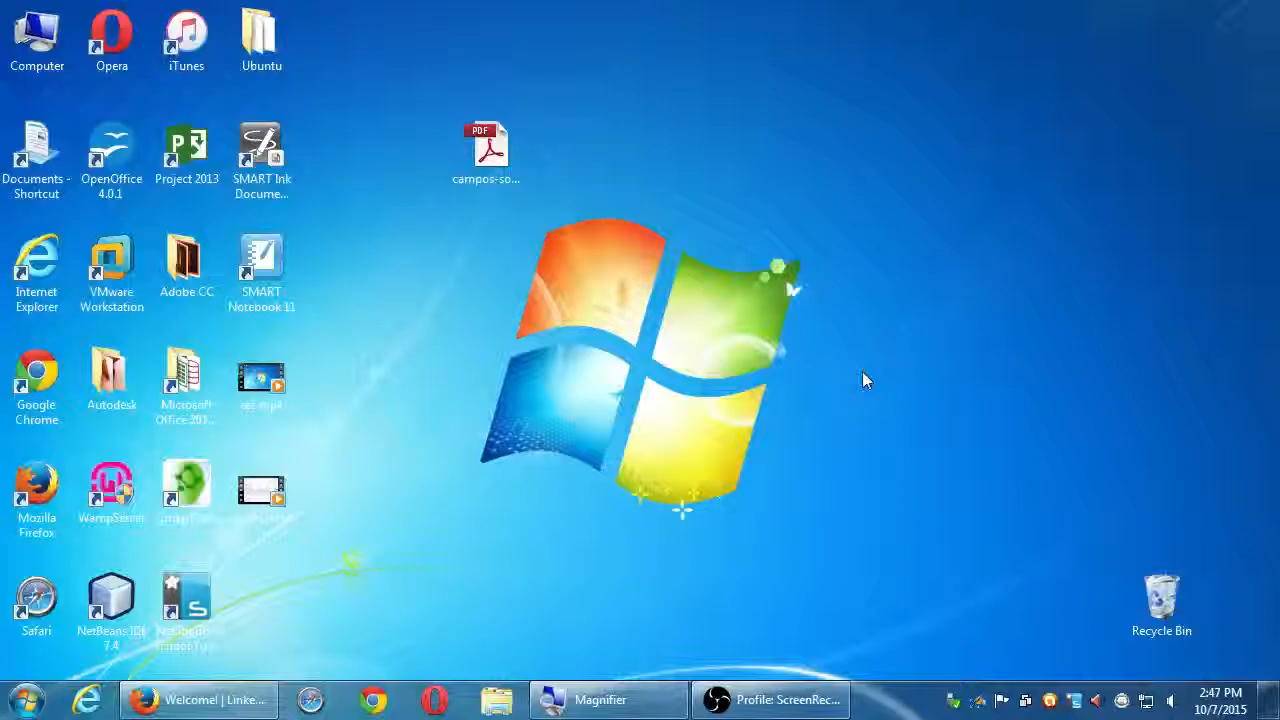 Computer
Opera
iTunes
Ubuntu
PDF
campos-so...
Documents -
Shortcut
OpenOffice
4.0.1
Project 2013
SMART Ink
Docume...
Internet
Explorer
VMware
Workstation
Adobe CC
SMART
Notebook 11
Google
Chrome
Autodesk
Microsoft
Office 201...
Mozilla
Firefox
WampServer
Safari
NetBeans IDE
7.4
Recycle Bin
Welcome! | Linke...
Magnifier
Profile: ScreenRec...
2:47 PM
10/7/2015